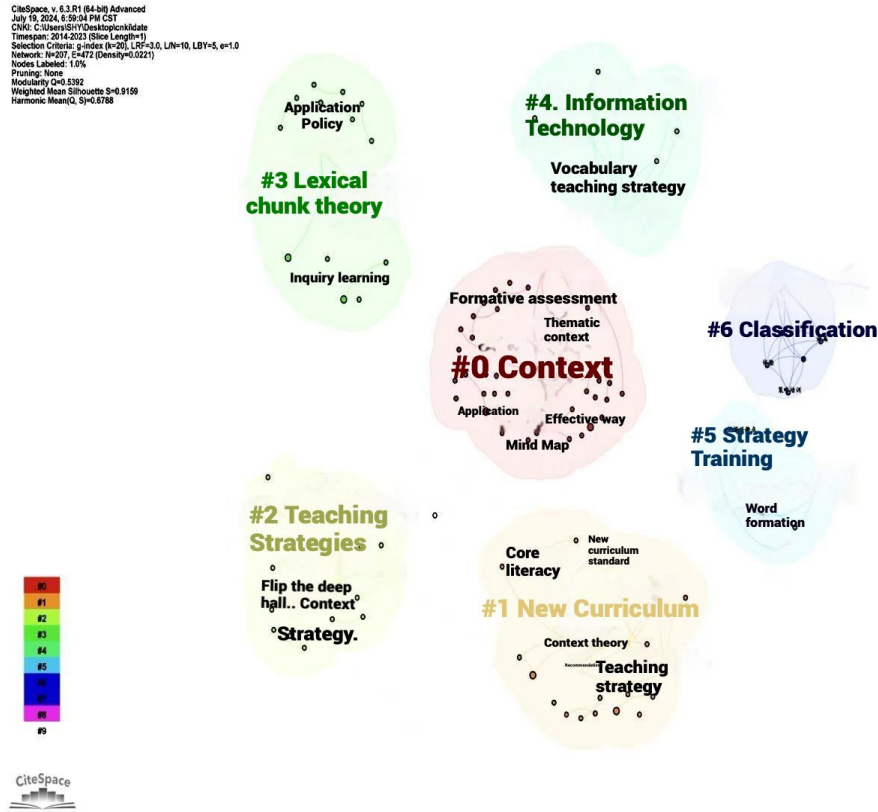 CiteSpace, v. 6.3.R1 (64-bit) Advanced
July 19, 2024, 6:59:04 PM CST
CNKI: C:\Users\SHY\Desktop\cnki\date
Timespan: 2014-2023 (Slice Length=1)
Selection Criteria: g-index (k=20), LRF=3.0, L/N=10, LBY=5, e=1.0
Network: N=207, E=472 (Density=0.0221)
Nodes Labeled: 1.0%
Pruning: None
Modularity Q=0.5392
Weighted Mean Silhouette S=0.9159
Harmonic Mean(Q, S)=0.6788
Application
Policy
#3 Lexical
chunk theory
Inquiry learning
#4. Information
Technology
Vocabulary
teaching strategy
Formative assessment
Thematic
context
#0 Context
Application
Effective way
Mind Map
#6 Classification
#5 Strategy
Training
Word
formation
#2 Teaching
Strategies
Flip the deep
hall.. Context
Strategy.
Core
literacy
New
curriculum
standard
#1 New Curriculum
Context theory
Teaching
strategy
#0
#1
#2
#3
#4
#5
#8
#9
CiteSpace